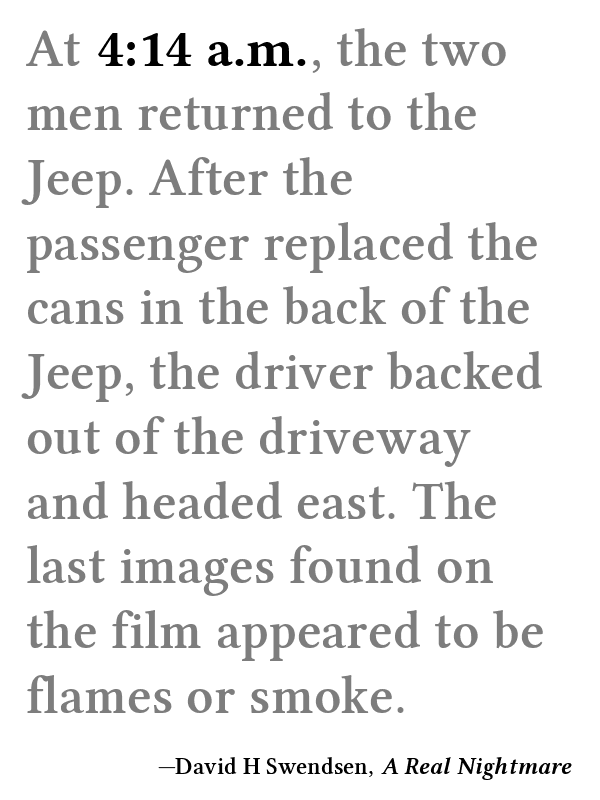 At 4:14 a.m., the two
men returned to the
Jeep. After the
passenger replaced the
cans in the back of the
Jeep, the driver backed
out of the driveway
and headed east. The
last images found on
the film appeared to be
flames or smoke.
—David H Swendsen, A Real Nightmare